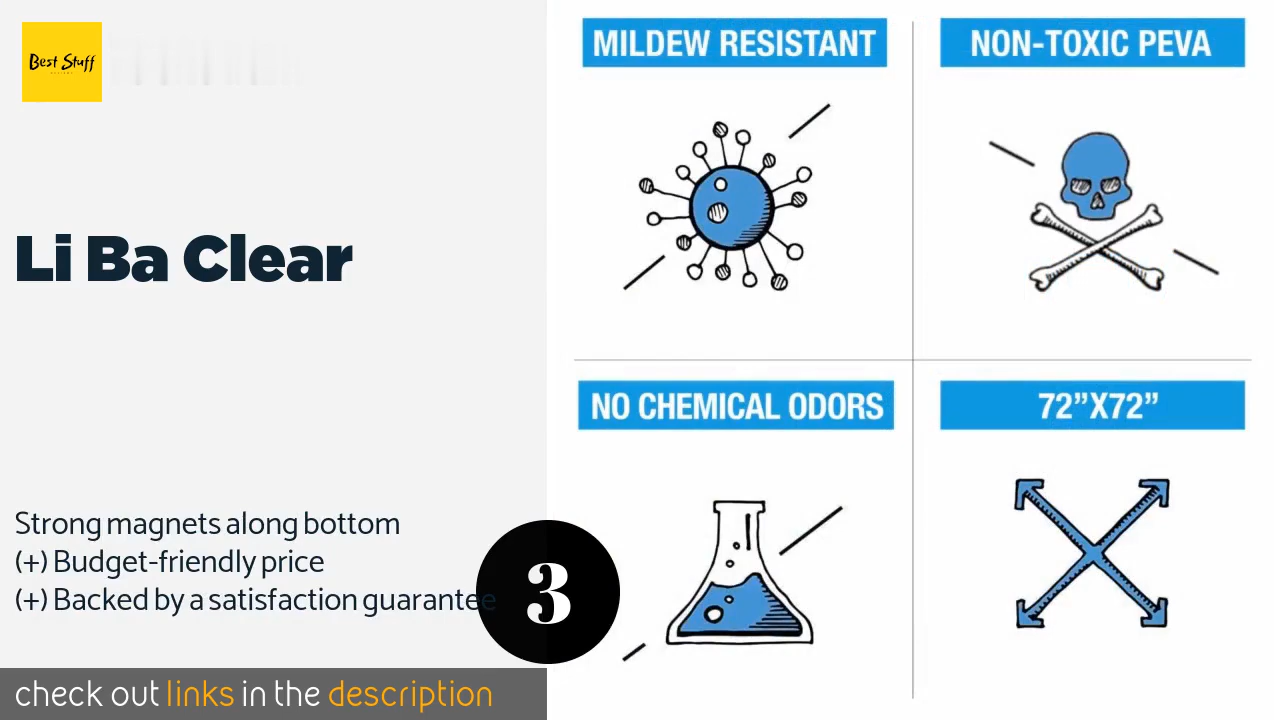 Best Stuff
Li Ba Clear
Strong magnets along bottom
(+) Budget-friendly price
(+) Backed by a satisfaction guarantee
3
check out links in the description
MILDEW RESISTANT
NON-TOXIC PEVA
NO CHEMICAL ODORS
72”X72”